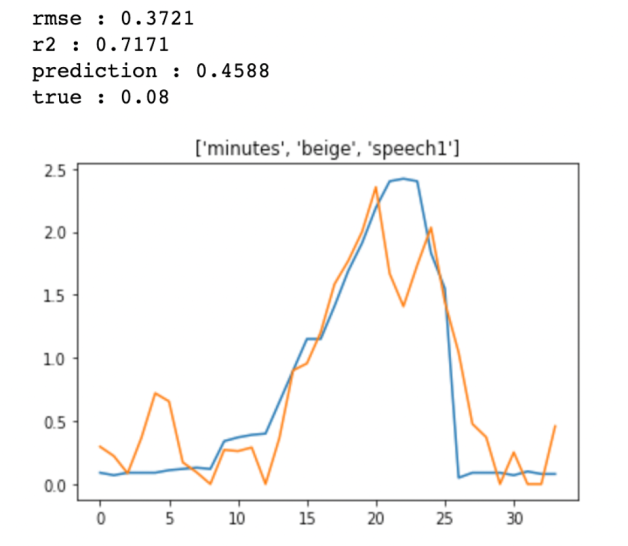 rmse : 0.3721
r2 : 0.7171
prediction : 0.4588
true : 0.08
['minutes', 'beige', 'speech1']
2.5
2.0
1.5
1.0
0.5
0.0
0 5 10 15 20 25 30